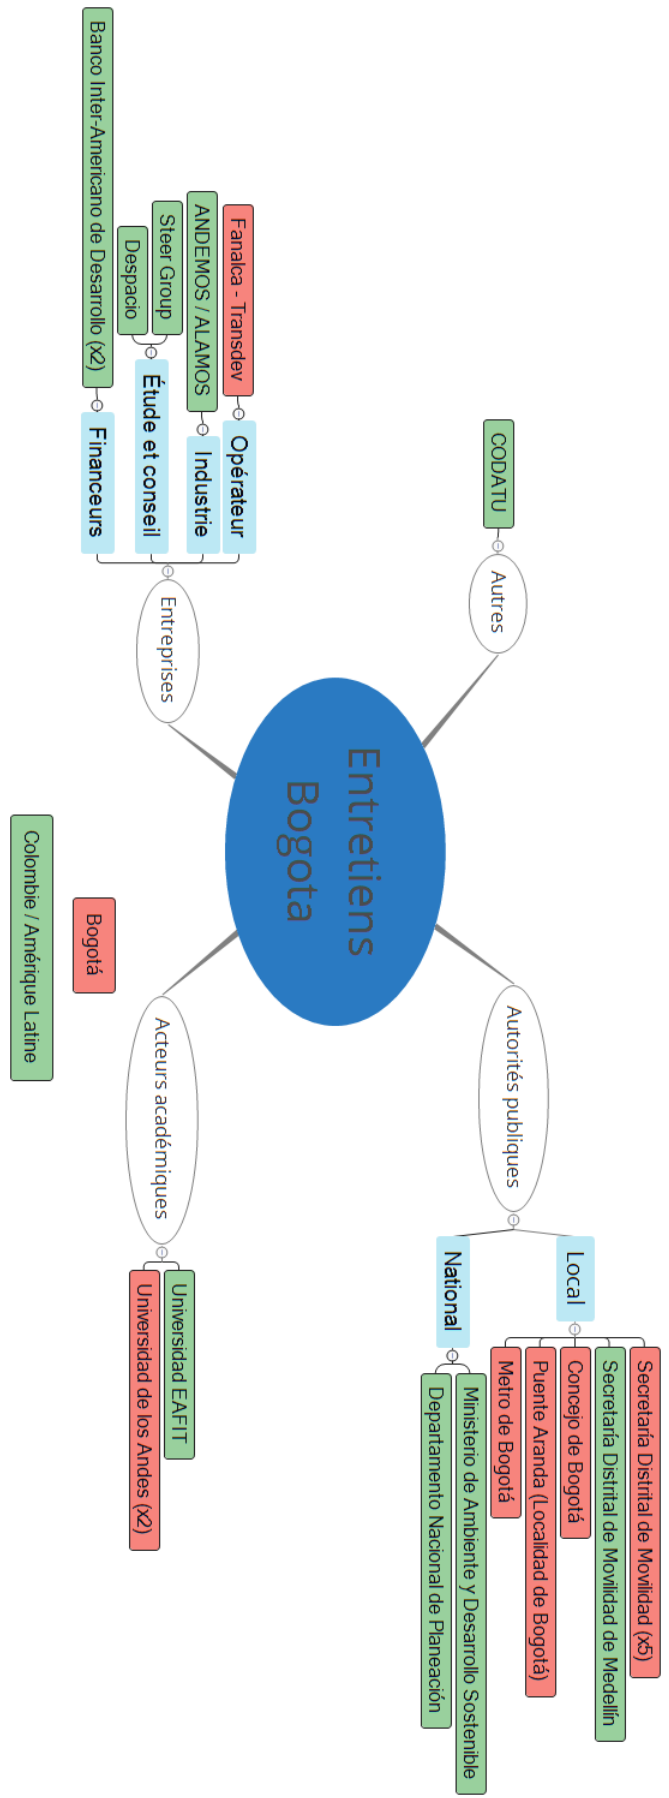 Entretiens
Bogota
Autres
CODATU
Entreprises
Opérateur
Fanalca - Transdev
Industrie
ANDEMOS / ALAMOS
Étude et conseil
Steer Group
Despacio
Financeurs
Banco Inter-Americano de Desarrollo (x2)
Autorités publiques
Local
Secretaría Distrital de Movilidad (x5)
Secretaría Distrital de Movilidad de Medellín
Concejo de Bogotá
Puente Aranda (Localidad de Bogotá)
Metro de Bogotá
National
Ministerio de Ambiente y Desarrollo Sostenible
Departamento Nacional de Planeación
Acteurs académiques
Universidad EAFIT
Universidad de los Andes (x2)
Bogotá
Colombie / Amérique Latine